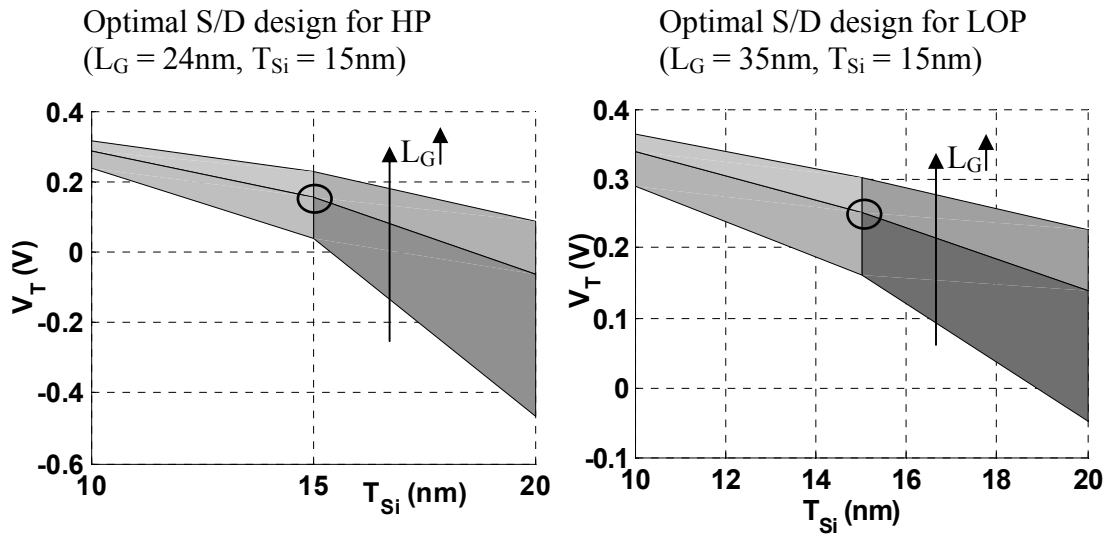 Optimal S/D design for HP
(L_G = 24nm, T_Si = 15nm)
0.4
0.2
0
-0.2
-0.4
-0.6
V_T (V)
L_G
10
15
20
T_Si (nm)
Optimal S/D design for LOP
(L_G = 35nm, T_Si = 15nm)
0.4
0.3
0.2
0.1
0
-0.1
V_T (V)
L_G
10
12
14
16
18
20
T_Si (nm)